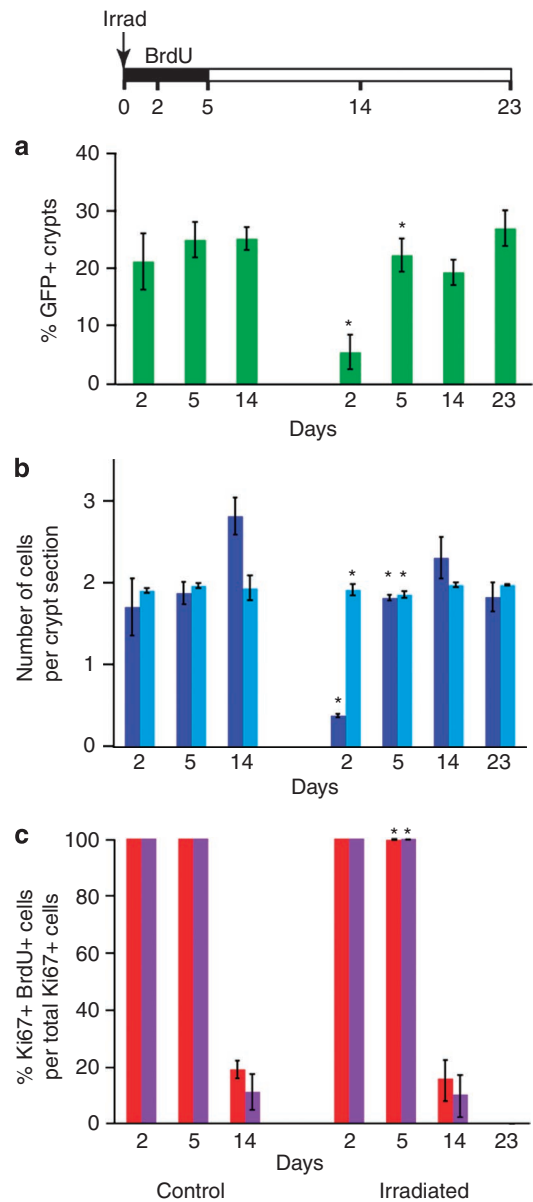 Irrad
BrdU
0 2 5 14 23
a
% GFP+ crypts
40
30
20
10
0
*
*
2 5 14 2 5 14 23
Days
b
Number of cells
per crypt section
3
2
1
0
* * *
*
2 5 14 2 5 14 23
Days
c
% Ki67+ BrdU+ cells
per total Ki67+ cells
100
80
60
40
20
0
* *
2 5 14 2 5 14 23
Days
Control Irradiated